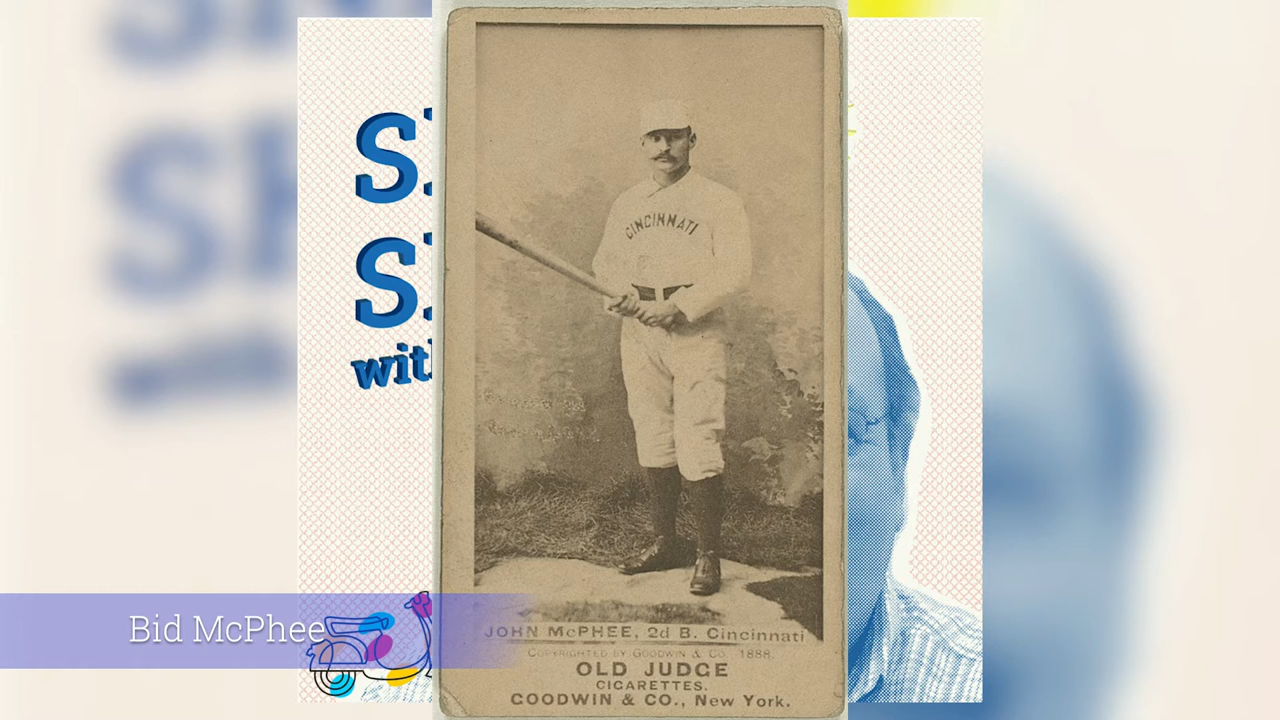 with
CINCINNATI
Bid McPhee
JOHN McPHEE, 2d B. Cincinnati
COPYRIGHTED BY GOODWIN & CO. 1888.
OLD JUDGE
CIGARETTES.
GOODWIN & CO., New York.